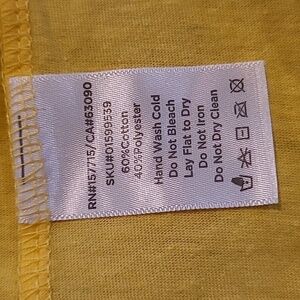 RN#157715/CA#63090
SKU#01599539
60%Cotton
40%Polyester
Hand Wash Cold
Do Not Bleach
Lay Flat to Dry
Do Not Iron
Do Not Dry Clean